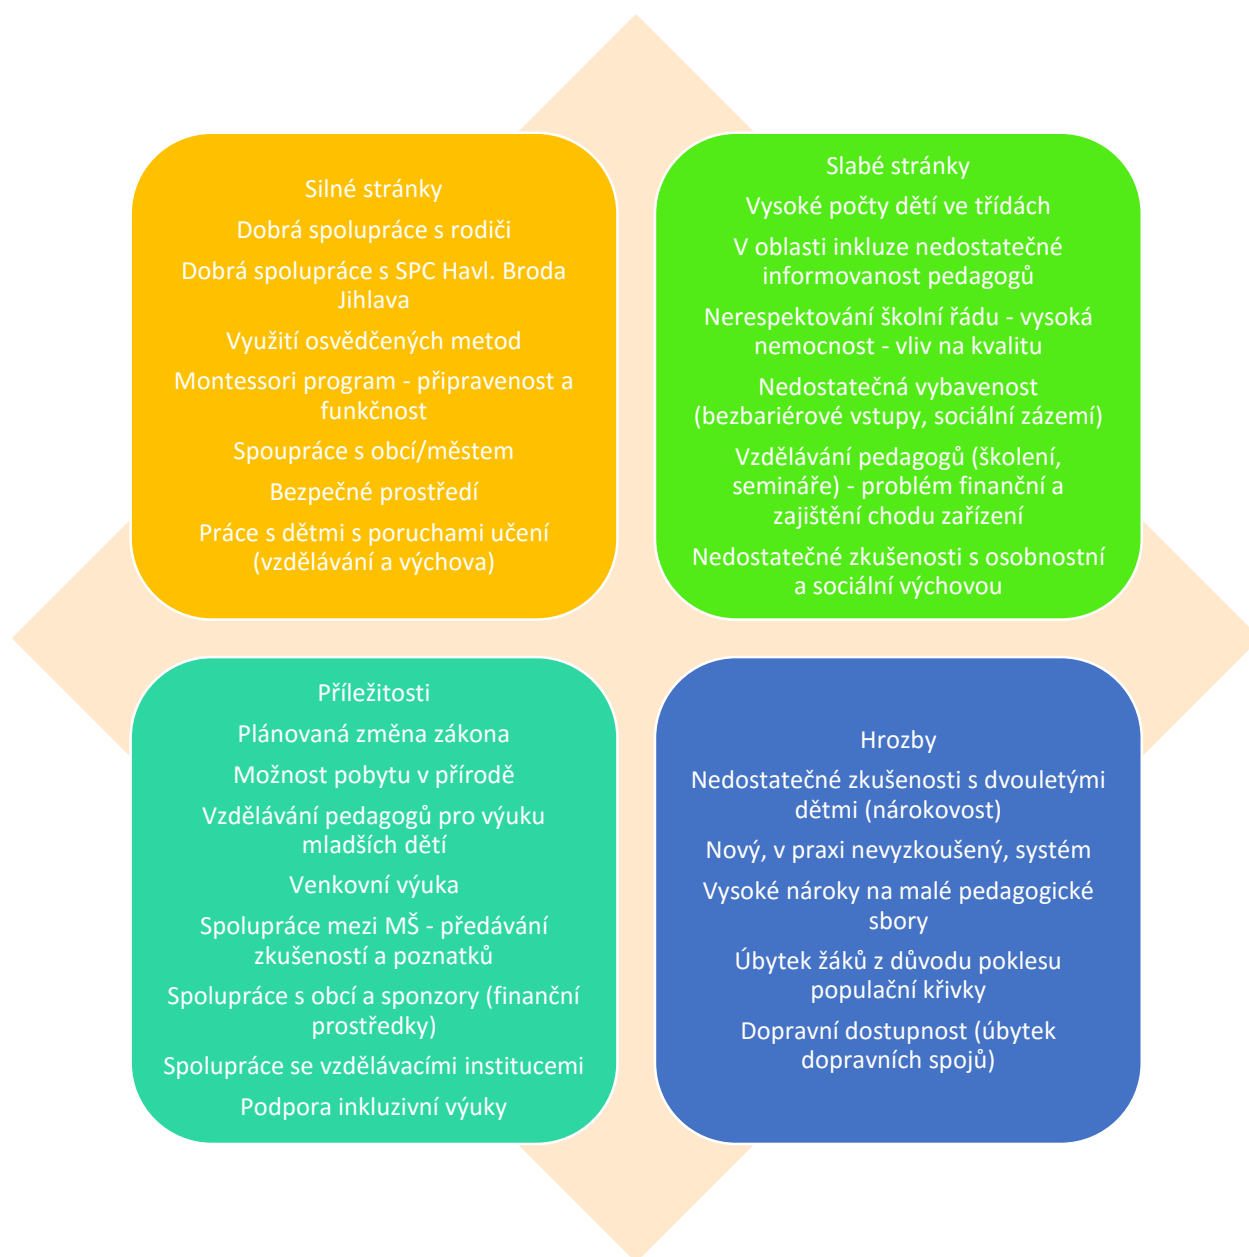 Silné stránky
Dobrá spolupráce s rodiči
Dobrá spolupráce s SPC Havl. Broda
Jihlava
Využití osvědčených metod
Montessori program - připravenost a
funkčnost
Spoupráce s obcí/městem
Bezpečné prostředí
Práce s dětmi s poruchami učení
(vzdělávání a výchova)
Slabé stránky
Vysoké počty dětí ve třídách
V oblasti inkluze nedostatečné
informovanost pedagogů
Nerespektování školní řádu - vysoká
nemocnost - vliv na kvalitu
Nedostatečná vybavenost
(bezbariérové vstupy, sociální zázemí)
Vzdělávání pedagogů (školení,
semináře) - problém finanční a
zajištění chodu zařízení
Nedostatečné zkušenosti s osobnostní
a sociální výchovou
Příležitosti
Plánovaná změna zákona
Možnost pobytu v přírodě
Vzdělávání pedagogů pro výuku
mladších dětí
Venkovní výuka
Spolupráce mezi MŠ - předávání
zkušeností a poznatků
Spolupráce s obcí a sponzory (finanční
prostředky)
Spolupráce se vzdělávacími institucemi
Podpora inkluzivní výuky
Hrozby
Nedostatečné zkušenosti s dvouletými
dětmi (nárokovost)
Nový, v praxi nevyzkoušený, systém
Vysoké nároky na malé pedagogické
sbory
Úbytek žáků z důvodu poklesu
populační křivky
Dopravní dostupnost (úbytek
dopravních spojů)